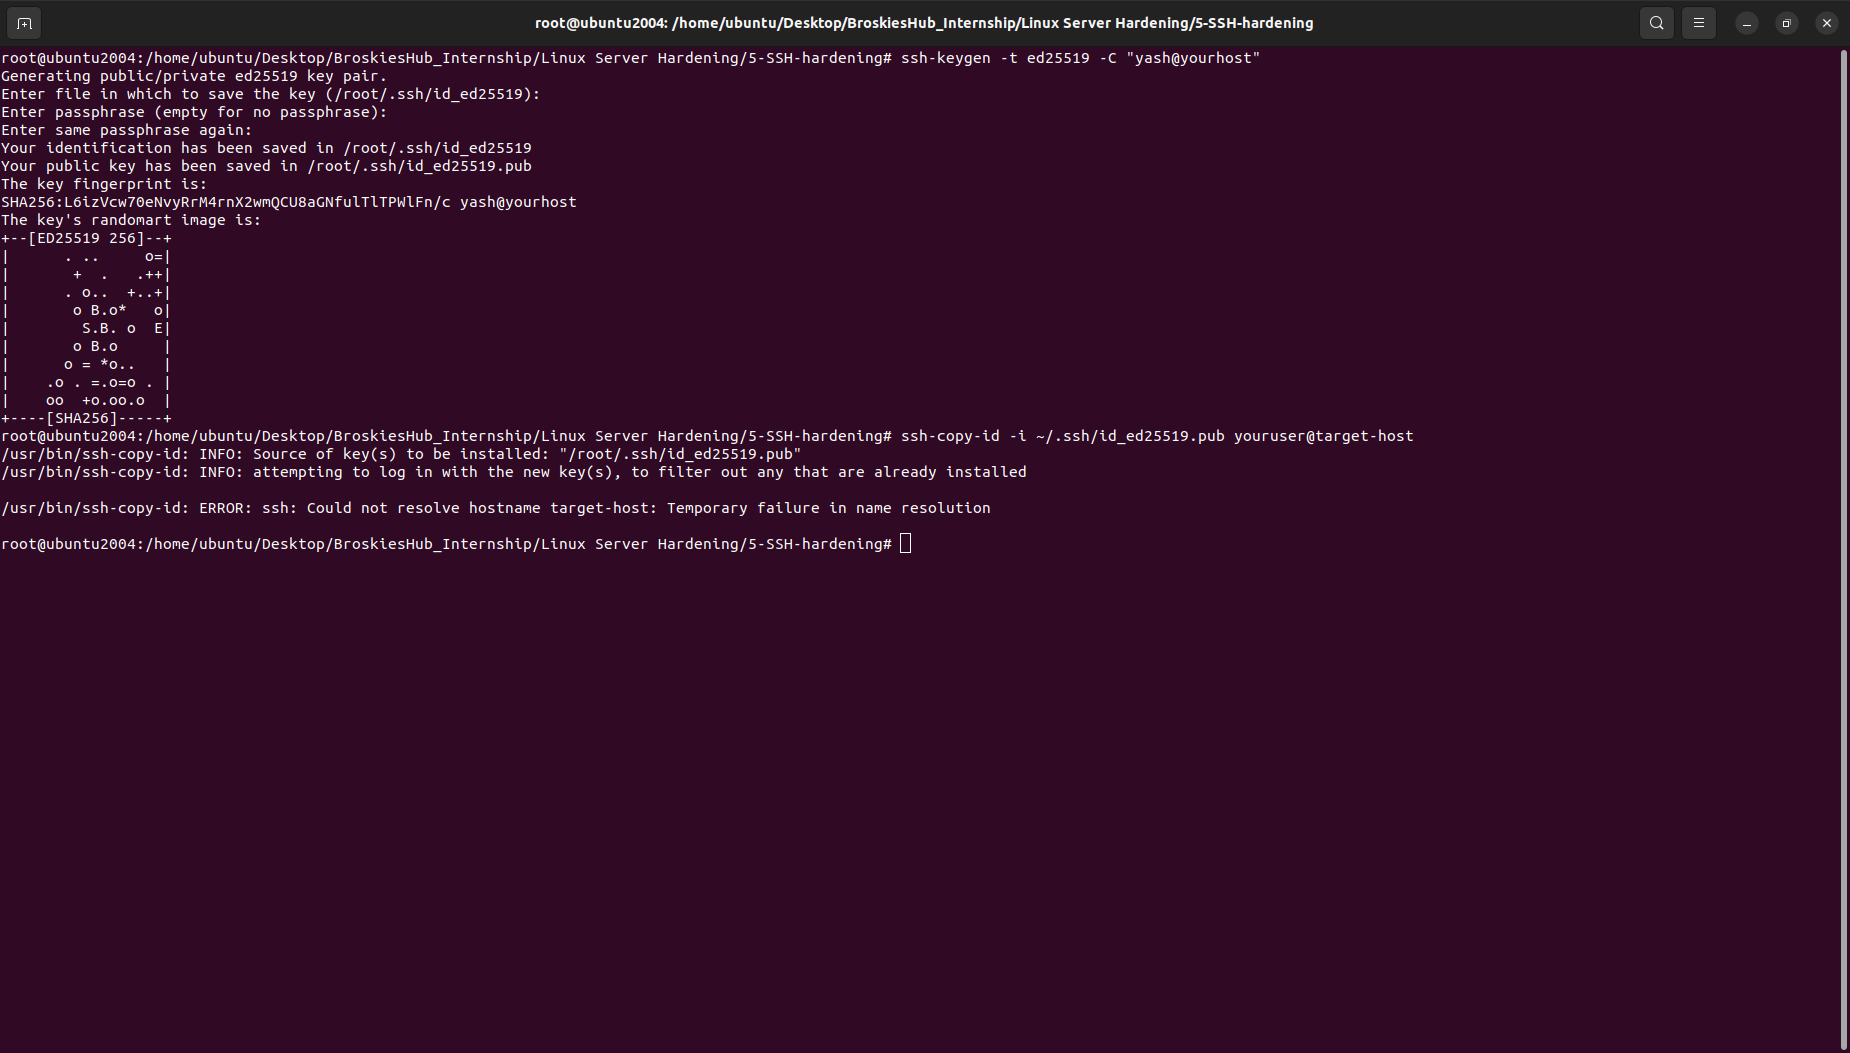 root@ubuntu2004: /home/ubuntu/Desktop/BroskiesHub_Internship/Linux Server Hardening/5-SSH-hardening
root@ubuntu2004:/home/ubuntu/Desktop/BroskiesHub_Internship/Linux Server Hardening/5-SSH-hardening# ssh-keygen -t ed25519 -C "yash@yourhost"
Generating public/private ed25519 key pair.
Enter file in which to save the key (/root/.ssh/id_ed25519):
Enter passphrase (empty for no passphrase):
Enter same passphrase again:
Your identification has been saved in /root/.ssh/id_ed25519
Your public key has been saved in /root/.ssh/id_ed25519.pub
The key fingerprint is:
SHA256:L6izVcw70eNvyRrM4rnX2wmQCU8aGNfulTlTPWlFn/c yash@yourhost
The key's randomart image is:
+--[ED25519 256]--+
|      . ..     o=|
|       +  .   .++|
|      . o..  +..+|
|       o B.o*   o|
|        S.B. o  E|
|       o B.o     |
|      o = *o..   |
|    .o . =.o=o . |
|    oo  +o.oo.o  |
+----[SHA256]-----+
root@ubuntu2004:/home/ubuntu/Desktop/BroskiesHub_Internship/Linux Server Hardening/5-SSH-hardening# ssh-copy-id -i ~/.ssh/id_ed25519.pub youruser@target-host
/usr/bin/ssh-copy-id: INFO: Source of key(s) to be installed: "/root/.ssh/id_ed25519.pub"
/usr/bin/ssh-copy-id: INFO: attempting to log in with the new key(s), to filter out any that are already installed
/usr/bin/ssh-copy-id: ERROR: ssh: Could not resolve hostname target-host: Temporary failure in name resolution
root@ubuntu2004:/home/ubuntu/Desktop/BroskiesHub_Internship/Linux Server Hardening/5-SSH-hardening#